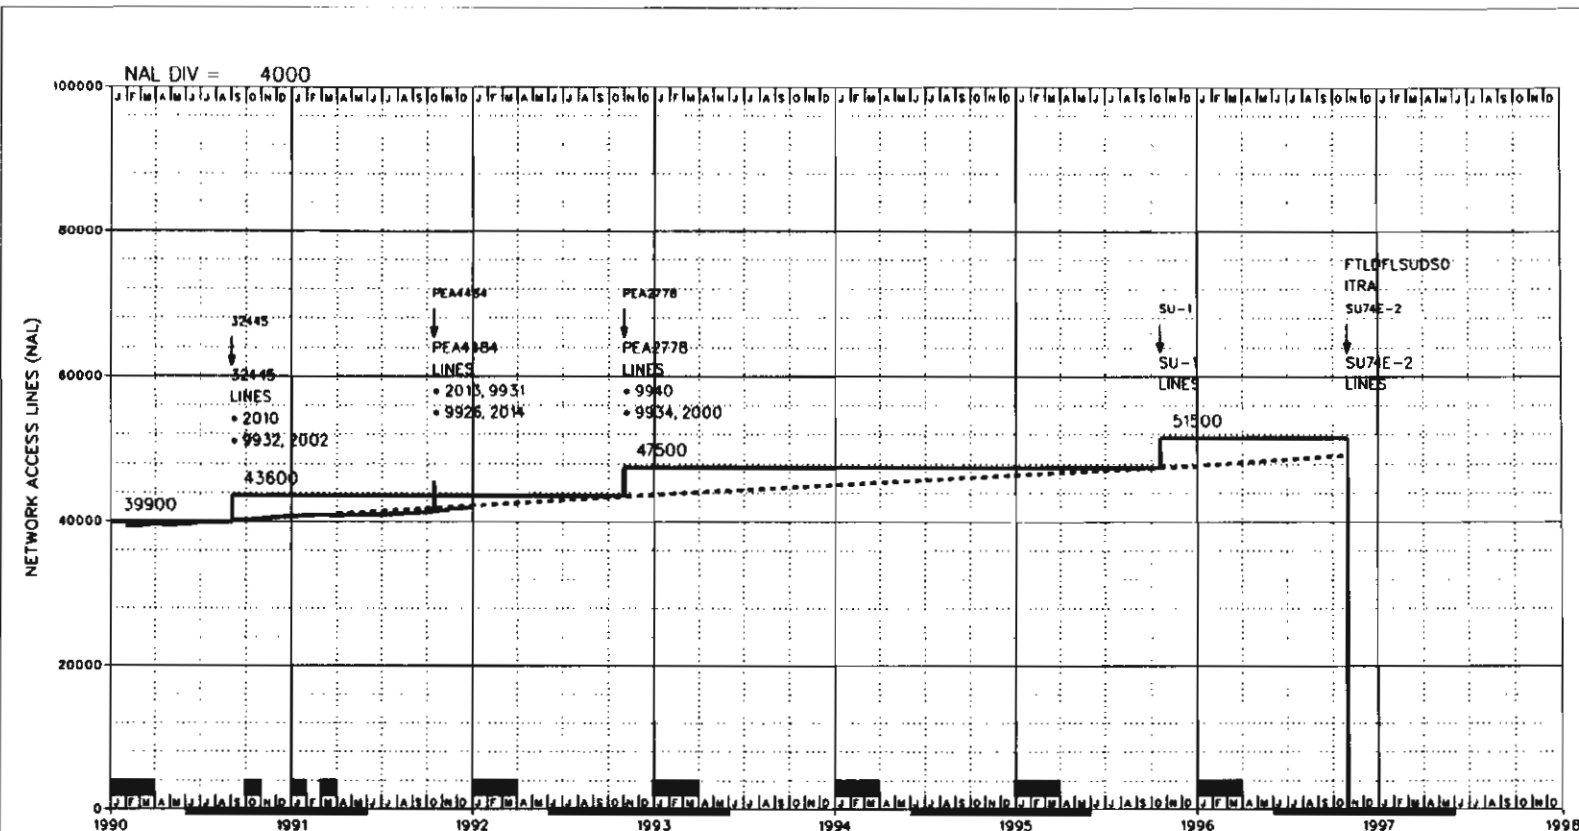 NAL DIV = 4000
100000
J F M A M J J A S O N D J F M A M J J A S O N D J F M A M J J A S O N D J F M A M J J A S O N D J F M A M J J A S O N D J F M A M J J A S O N D J F M A M J J A S O N D J F M A M J J A S O N D
80000
FTLDFLSUDS0
ITRA
PEA4484
PEA2778
SU-1
SU74E-2
32445
PEA4484
LINES
• 2013, 9931
• 9926, 2014
PEA2778
LINES
• 9940
• 9934, 2000
SU-1
LINES
SU74E-2
LINES
60000
32445
LINES
• 2010
• 9932, 2002
51500
47500
43600
39900
40000
NETWORK ACCESS LINES (NAL)
20000
J F M A M J J A S O N D J F M A M J J A S O N D J F M A M J J A S O N D J F M A M J J A S O N D J F M A M J J A S O N D J F M A M J J A S O N D J F M A M J J A S O N D J F M A M J J A S O N D
0
1990 1991 1992 1993 1994 1995 1996 1997 1998